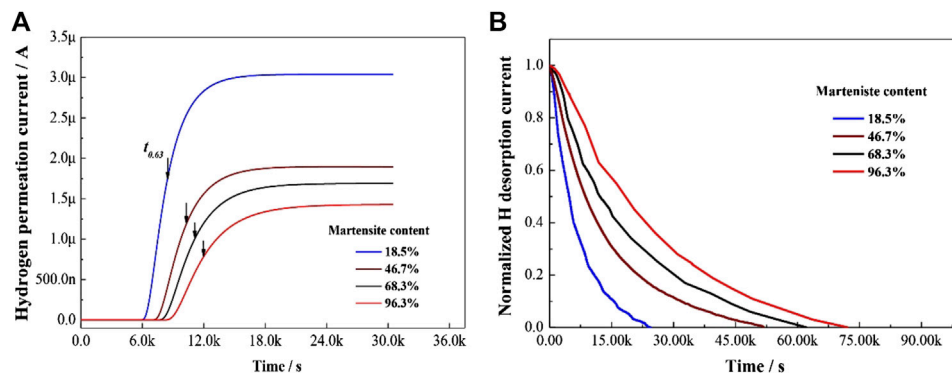 A
Hydrogen permeation current / A
3.5μ
3.0μ
2.5μ
2.0μ
1.5μ
1.0μ
500.0n
0.0
t0.63
Martensite content
18.5%
46.7%
68.3%
96.3%
0.0 6.0k 12.0k 18.0k 24.0k 30.0k 36.0k
Time / s
B
Normalized H desorption current
1.0
0.8
0.6
0.4
0.2
0.0
Marteniste content
18.5%
46.7%
68.3%
96.3%
0.00 15.00k 30.00k 45.00k 60.00k 75.00k 90.00k
Time / s